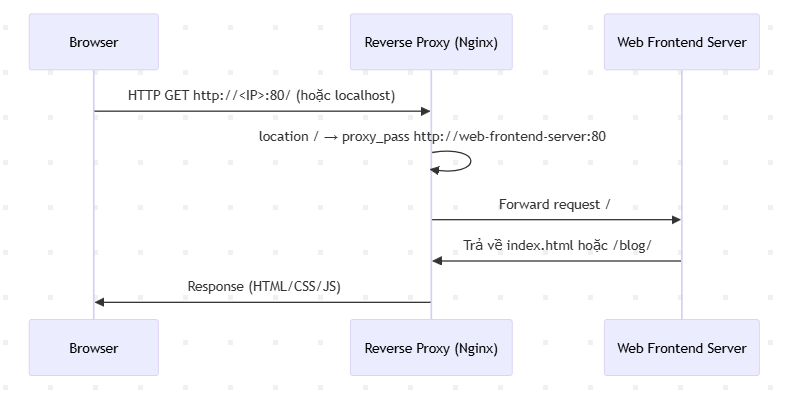 Browser
Reverse Proxy (Nginx)
Web Frontend Server
HTTP GET http://<IP>:80/ (hoặc localhost)
location / → proxy_pass http://web-frontend-server:80
Forward request /
Trả về index.html hoặc /blog/
Response (HTML/CSS/JS)
Browser
Reverse Proxy (Nginx)
Web Frontend Server